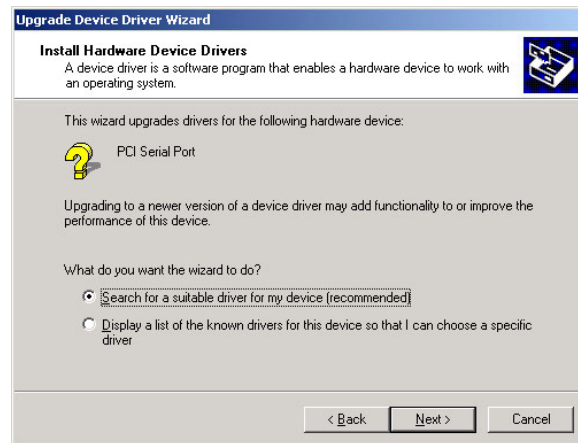 Upgrade Device Driver Wizard
Install Hardware Device Drivers
A device driver is a software program that enables a hardware device to work with
an operating system.
This wizard upgrades drivers for the following hardware device:
PCI Serial Port
Upgrading to a newer version of a device driver may add functionality to or improve the
performance of this device.
What do you want the wizard to do?
Search for a suitable driver for my device (recommended)
Display a list of the known drivers for this device so that I can choose a specific
driver
< Back Next > Cancel